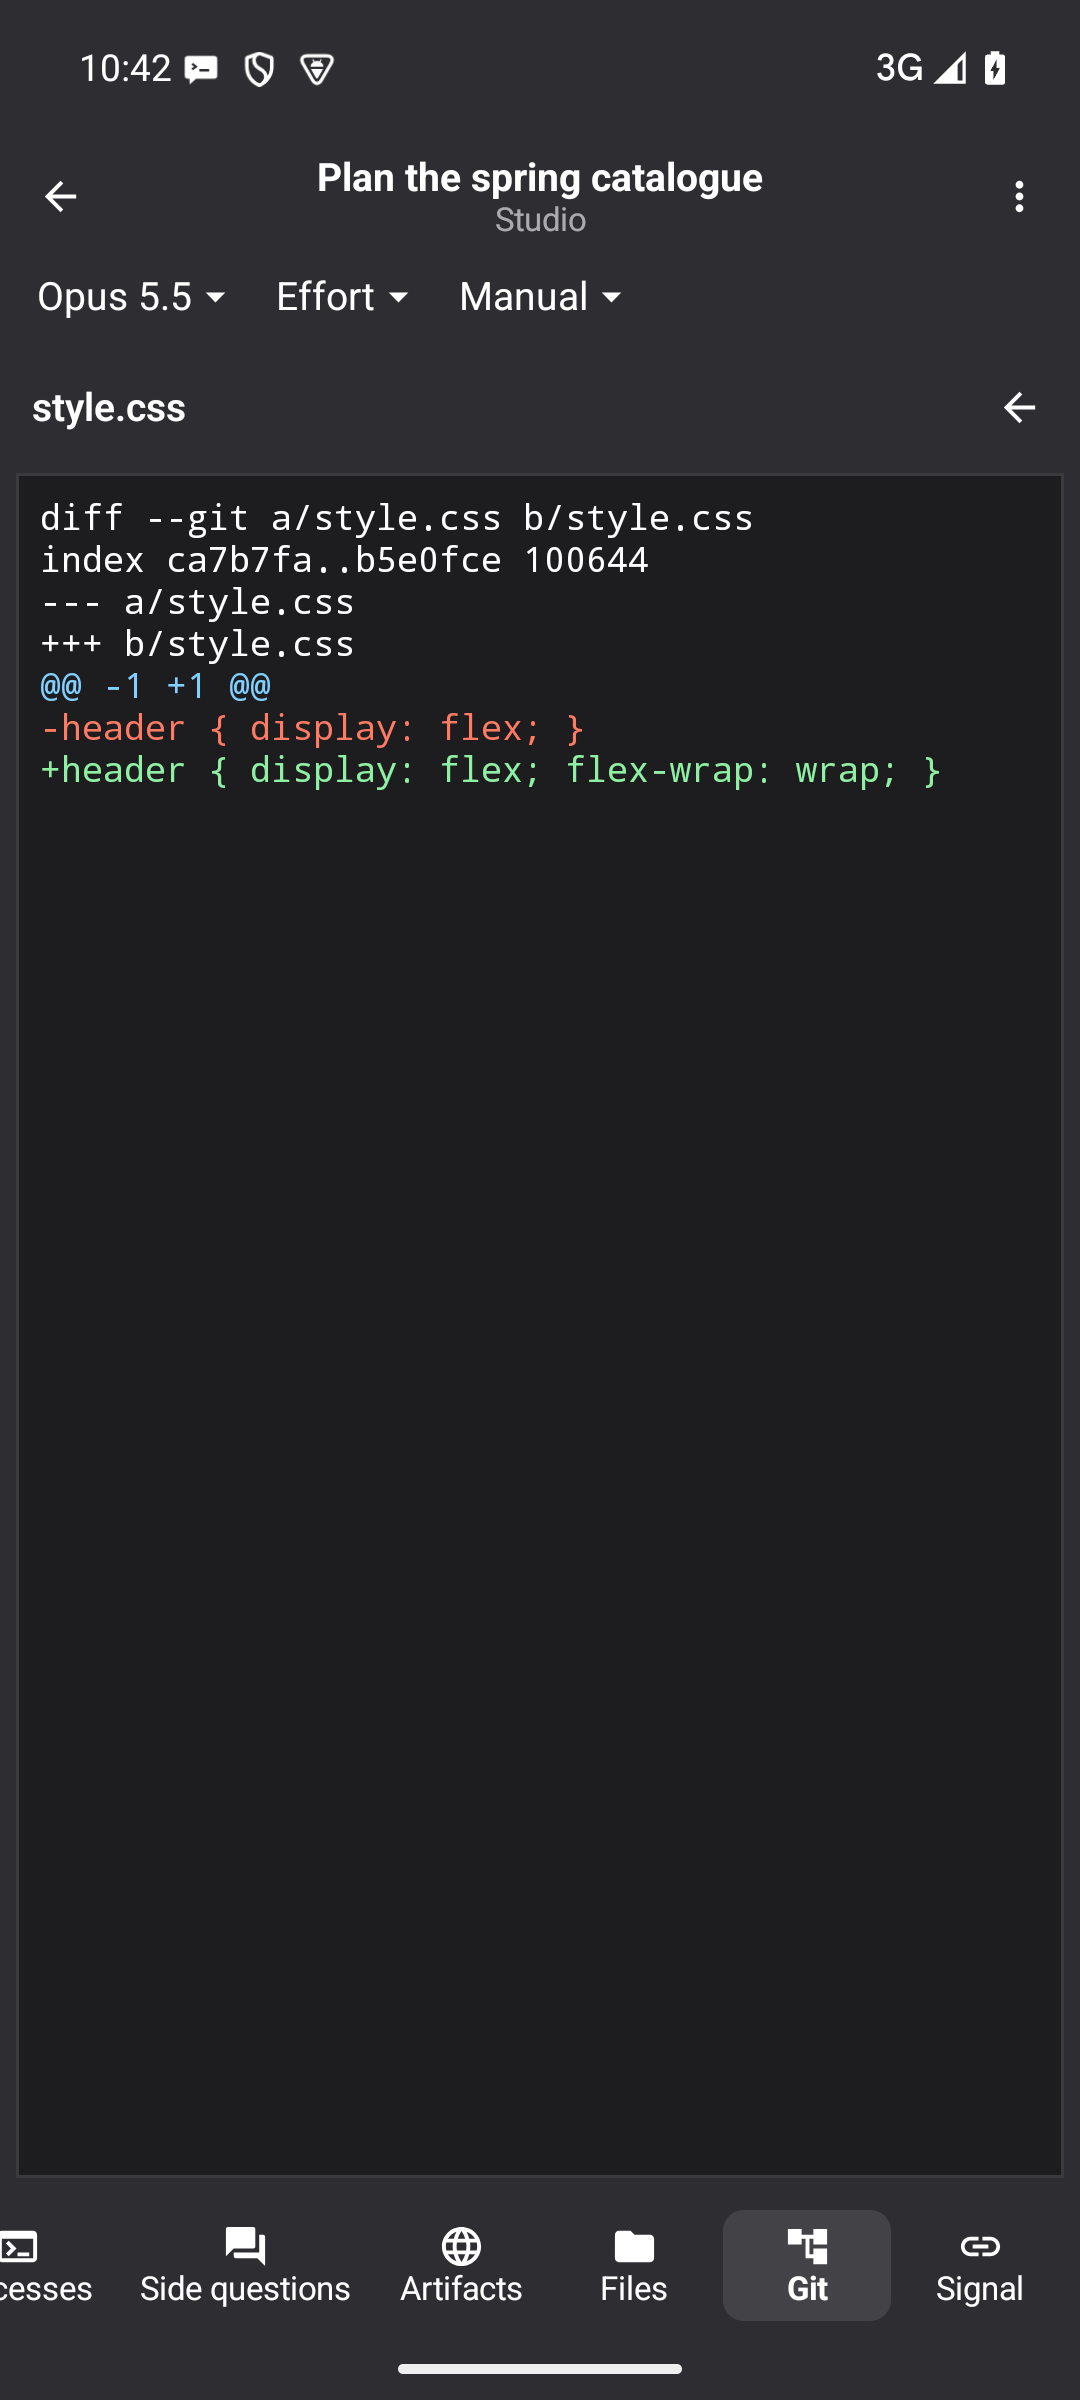 10:42
3G
Plan the spring catalogue
Studio
Opus 5.5
Effort
Manual
style.css
diff --git a/style.css b/style.css
index ca7b7fa..b5e0fce 100644
--- a/style.css
+++ b/style.css
@@ -1 +1 @@
-header { display: flex; }
+header { display: flex; flex-wrap: wrap; }
cesses
Side questions
Artifacts
Files
Git
Signal